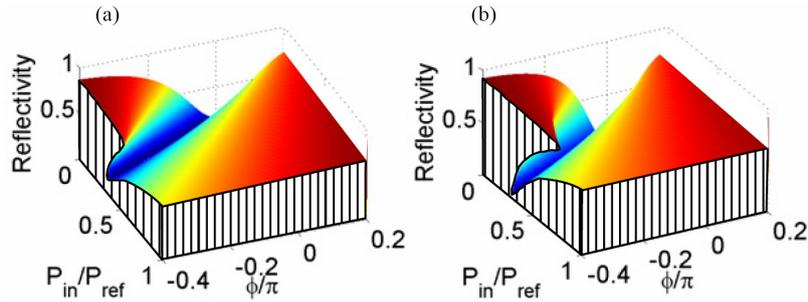 (a)
(b)
Reflectivity
1
0.5
0
0.5
1
P_in/P_ref
-0.4
-0.2
0
0.2
ϕ/π
Reflectivity
1
0.5
0
0.5
1
P_in/P_ref
-0.4
-0.2
0
0.2
ϕ/π